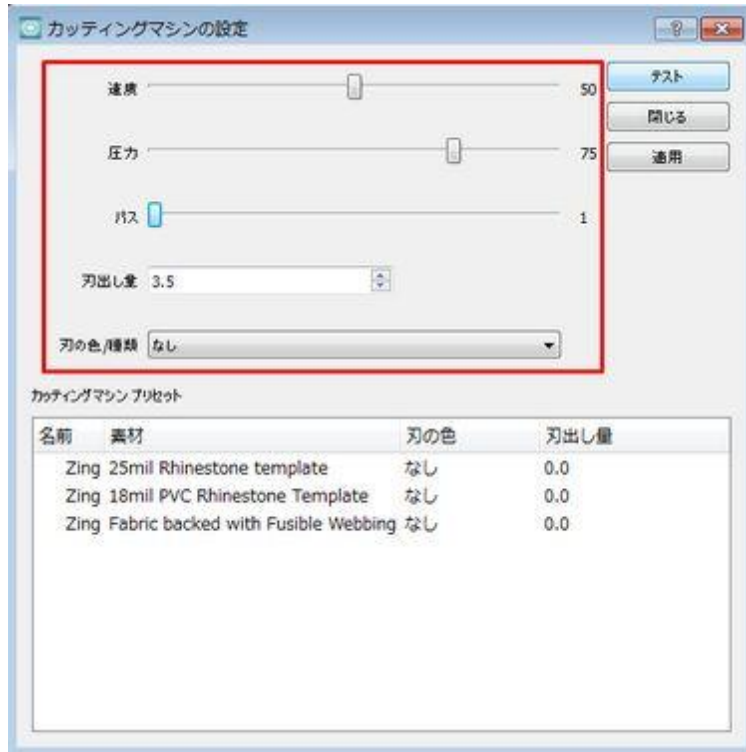 カッティングマシンの設定
速度 50 テスト
閉じる
圧力 75 適用
パス 1
刃出し量 3.5
刃の色/種類 なし
カッティングマシン プリセット
名前 素材 刃の色 刃出し量
Zing 25mil Rhinestone template なし 0.0
Zing 18mil PVC Rhinestone Template なし 0.0
Zing Fabric backed with Fusible Webbing なし 0.0